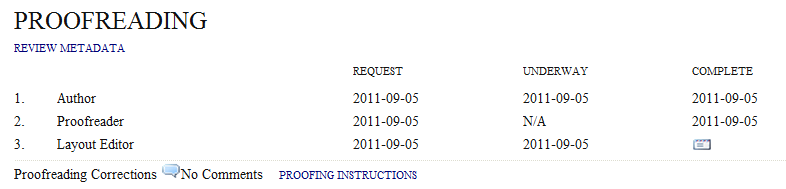 PROOFREADING
REVIEW METADATA
REQUEST UNDERWAY COMPLETE
1. Author 2011-09-05 2011-09-05 2011-09-05
2. Proofreader 2011-09-05 N/A 2011-09-05
3. Layout Editor 2011-09-05 2011-09-05
Proofreading Corrections No Comments PROOFING INSTRUCTIONS